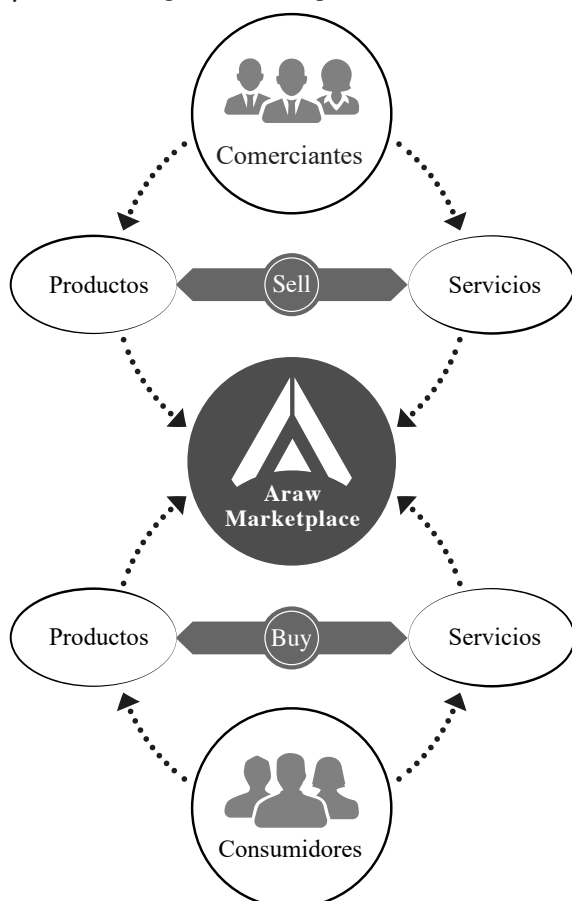 Comerciantes
Productos
Sell
Servicios
Araw
Marketplace
Productos
Buy
Servicios
Consumidores